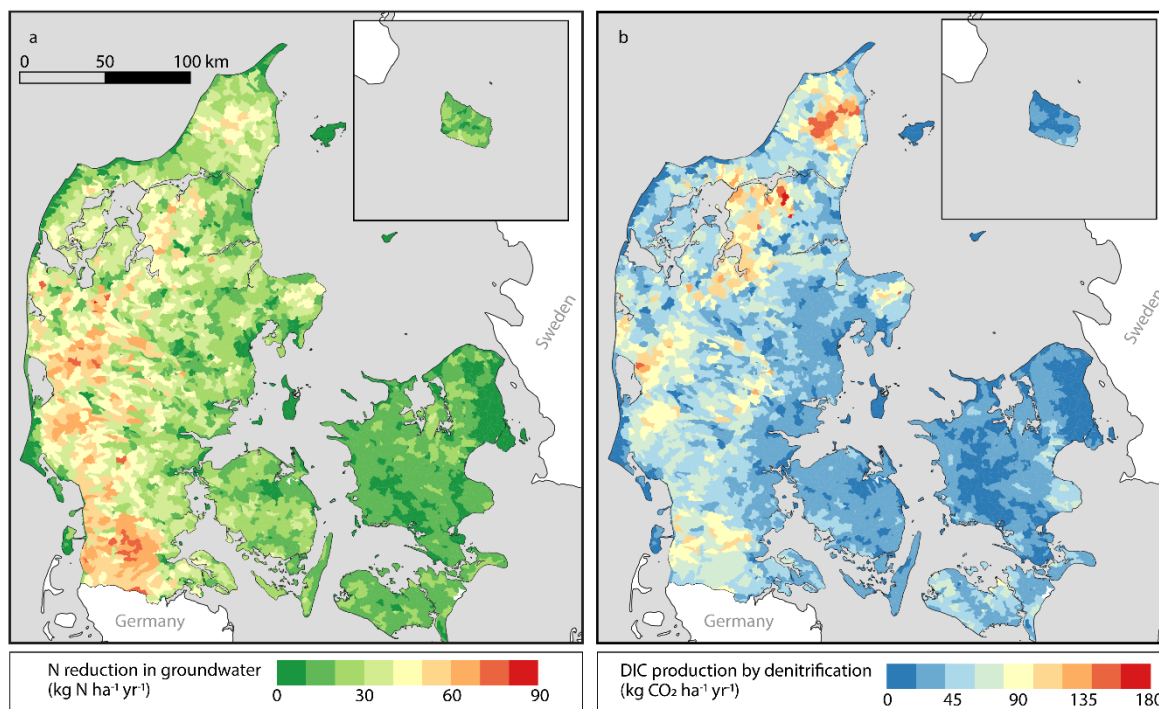 a
0 50 100 km
Sweden
Germany
N reduction in groundwater
(kg N ha⁻¹ yr⁻¹)
0 30 60 90
b
Sweden
Germany
DIC production by denitrification
(kg CO₂ ha⁻¹ yr⁻¹)
0 45 90 135 180